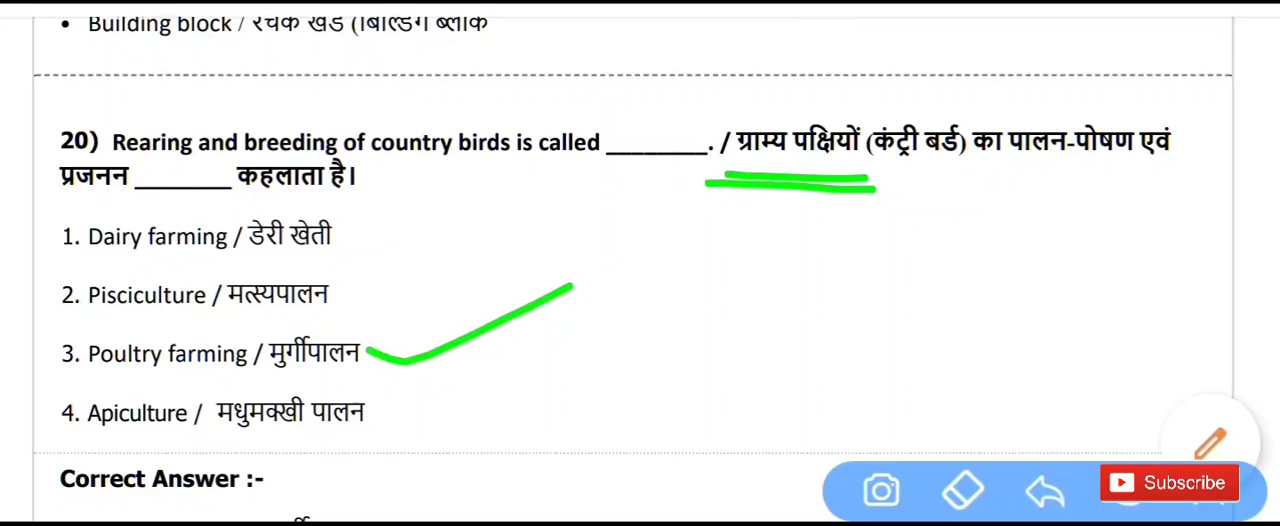 • Building block / रचक खंड (बिल्डिंग ब्लॉक
20) Rearing and breeding of country birds is called ________. / ग्राम्य पक्षियों (कंट्री बर्ड) का पालन-पोषण एवं
प्रजनन ________ कहलाता है।
1. Dairy farming / डेरी खेती
2. Pisciculture / मत्स्यपालन
3. Poultry farming / मुर्गीपालन
4. Apiculture / मधुमक्खी पालन
Correct Answer :-
Subscribe